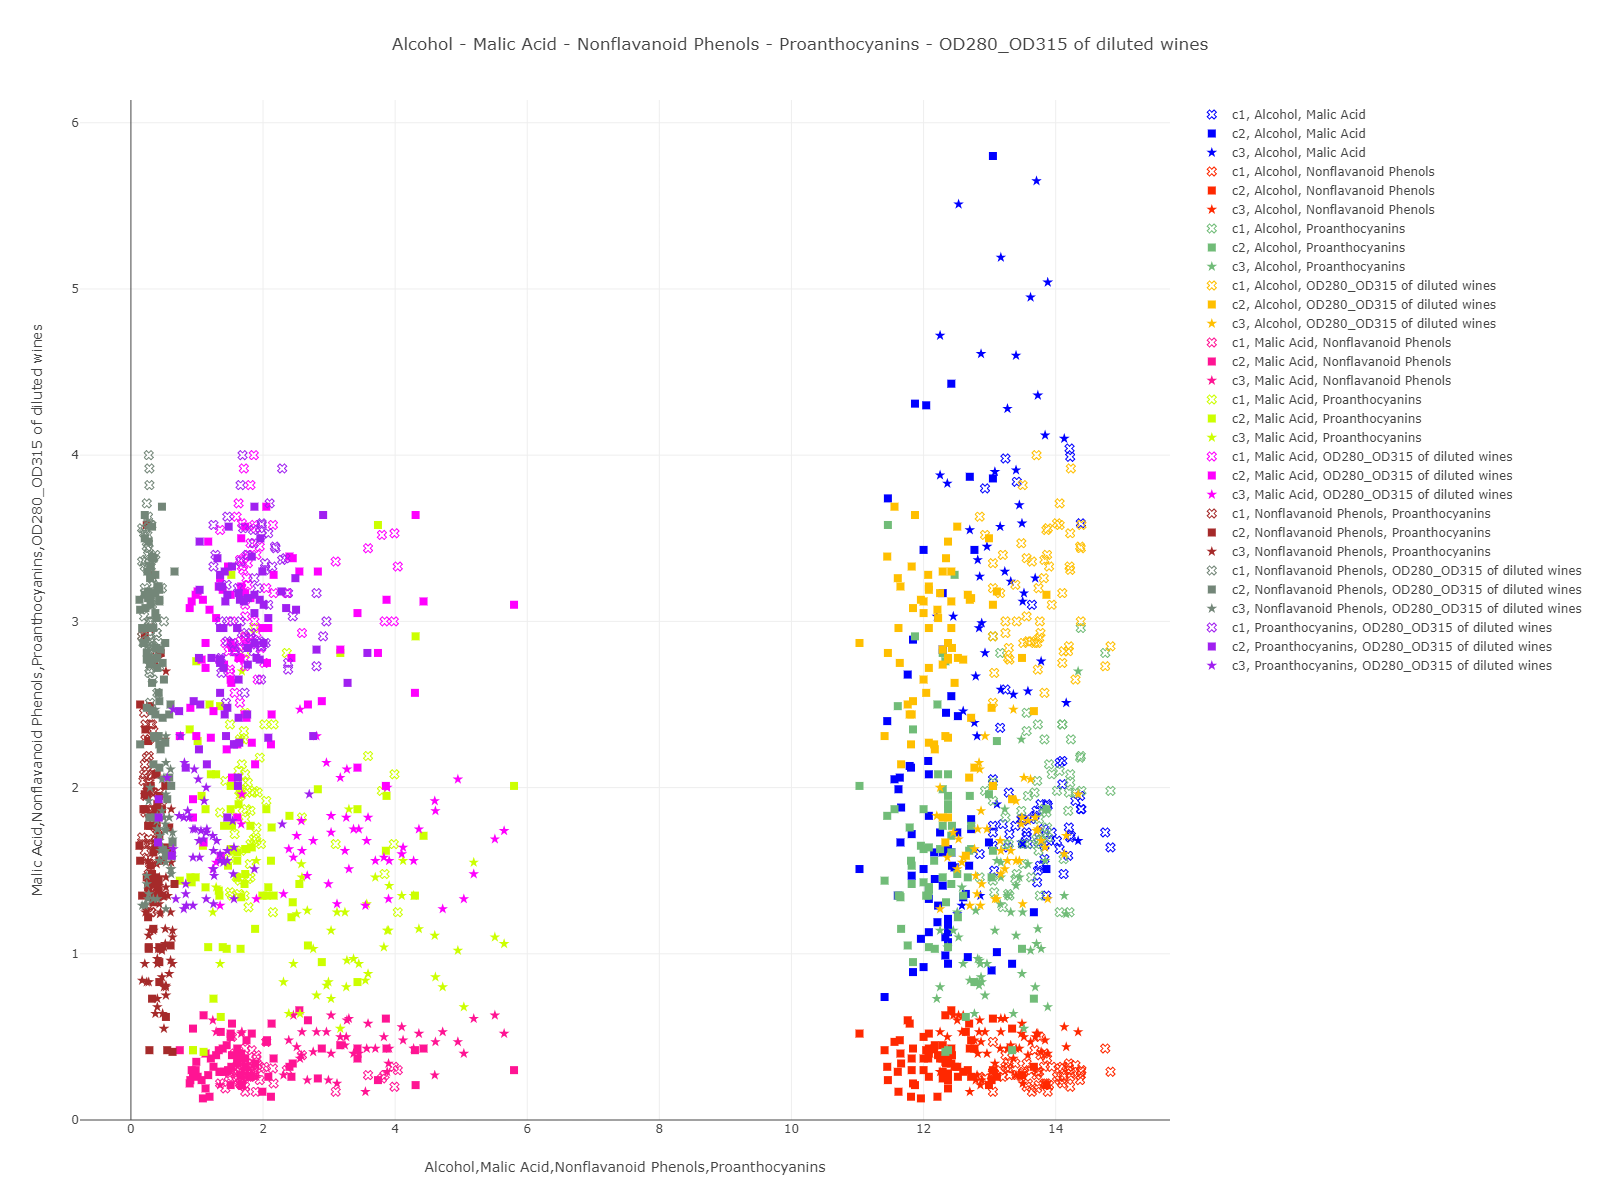 Alcohol - Malic Acid - Nonflavanoid Phenols - Proanthocyanins - OD280_OD315 of diluted wines
c1, Alcohol, Malic Acid
c2, Alcohol, Malic Acid
c3, Alcohol, Malic Acid
c1, Alcohol, Nonflavanoid Phenols
c2, Alcohol, Nonflavanoid Phenols
c3, Alcohol, Nonflavanoid Phenols
c1, Alcohol, Proanthocyanins
c2, Alcohol, Proanthocyanins
c3, Alcohol, Proanthocyanins
c1, Alcohol, OD280_OD315 of diluted wines
c2, Alcohol, OD280_OD315 of diluted wines
c3, Alcohol, OD280_OD315 of diluted wines
c1, Malic Acid, Nonflavanoid Phenols
c2, Malic Acid, Nonflavanoid Phenols
c3, Malic Acid, Nonflavanoid Phenols
c1, Malic Acid, Proanthocyanins
c2, Malic Acid, Proanthocyanins
c3, Malic Acid, Proanthocyanins
c1, Malic Acid, OD280_OD315 of diluted wines
c2, Malic Acid, OD280_OD315 of diluted wines
c3, Malic Acid, OD280_OD315 of diluted wines
c1, Nonflavanoid Phenols, Proanthocyanins
c2, Nonflavanoid Phenols, Proanthocyanins
c3, Nonflavanoid Phenols, Proanthocyanins
c1, Nonflavanoid Phenols, OD280_OD315 of diluted wines
c2, Nonflavanoid Phenols, OD280_OD315 of diluted wines
c3, Nonflavanoid Phenols, OD280_OD315 of diluted wines
c1, Proanthocyanins, OD280_OD315 of diluted wines
c2, Proanthocyanins, OD280_OD315 of diluted wines
c3, Proanthocyanins, OD280_OD315 of diluted wines
Malic Acid,Nonflavanoid Phenols,Proanthocyanins,OD280_OD315 of diluted wines
6
5
4
3
2
1
0
0 2 4 6 8 10 12 14
Alcohol,Malic Acid,Nonflavanoid Phenols,Proanthocyanins